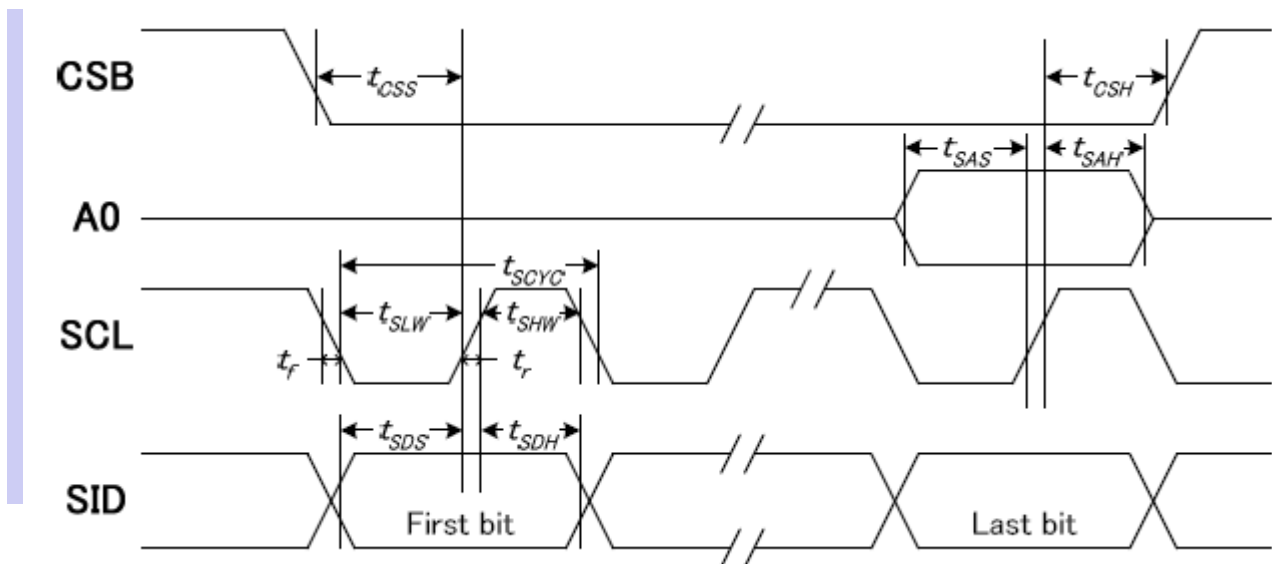 CSB
tCSS
tCSH
tSAS
tSAH
A0
tSCYC
tSLW
tSHW
SCL
tf
tr
tSDS
tSDH
SID
First bit
Last bit